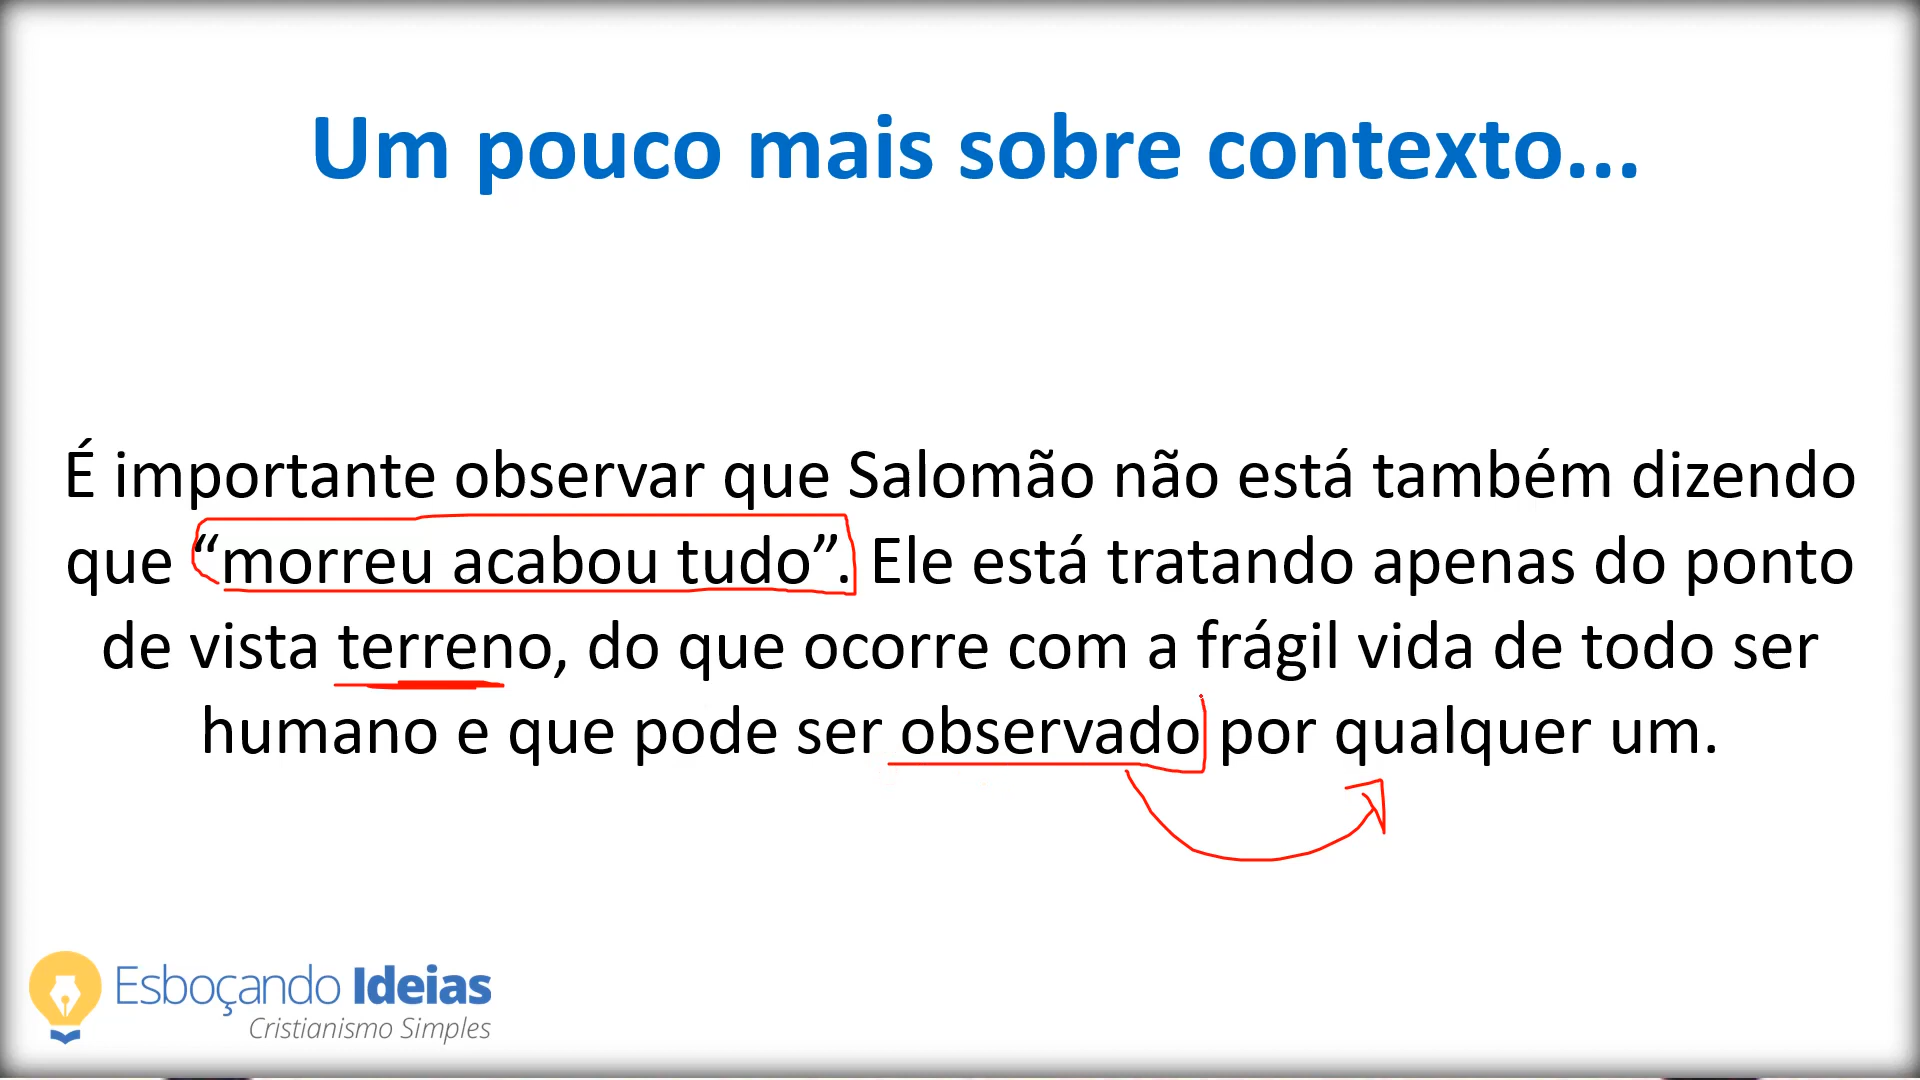 Um pouco mais sobre contexto...
É importante observar que Salomão não está também dizendo
que “morreu acabou tudo”. Ele está tratando apenas do ponto
de vista terreno, do que ocorre com a frágil vida de todo ser
humano e que pode ser observado por qualquer um.
Esboçando Ideias
Cristianismo Simples